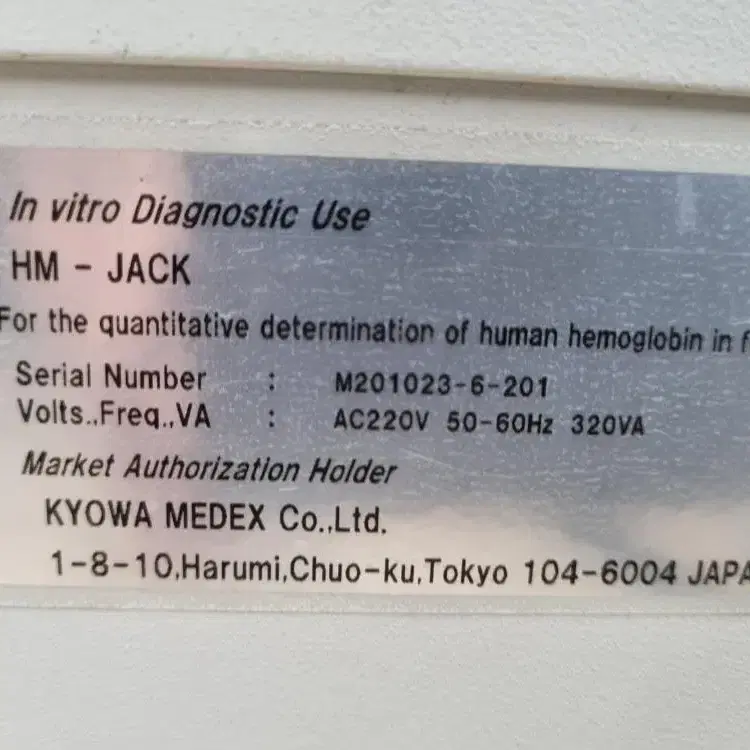 In vitro Diagnostic Use
HM - JACK
For the quantitative determination of human hemoglobin in f
Serial Number : M201023-6-201
Volts.,Freq.,VA : AC220V 50-60Hz 320VA
Market Authorization Holder
KYOWA MEDEX Co.,Ltd.
1-8-10,Harumi,Chuo-ku,Tokyo 104-6004 JAPA